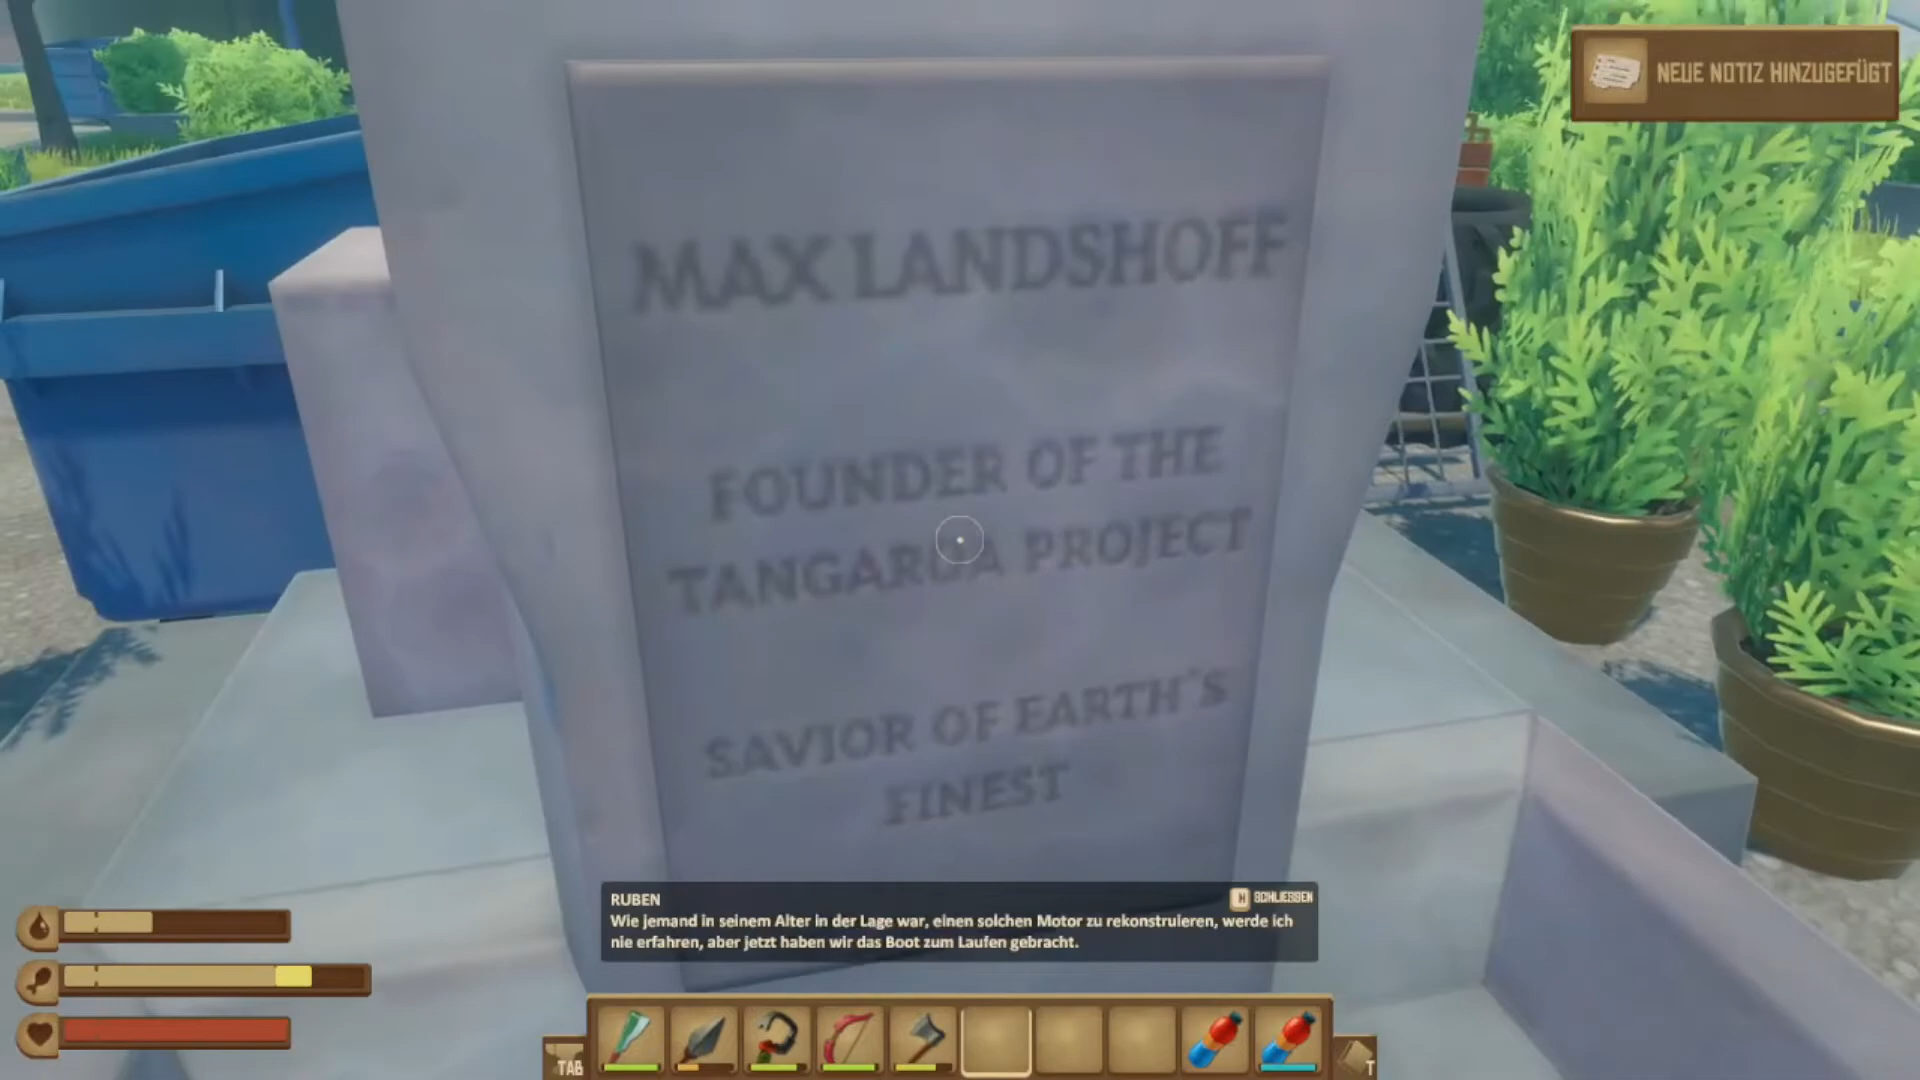 NEUE NOTIZ HINZUGEFÜGT
MAX LANDSHOFF
FOUNDER OF THE
TANGAROA PROJECT
SAVIOR OF EARTH'S
FINEST
RUBEN
N SCHLIEßEN
Wie jemand in seinem Alter in der Lage war, einen solchen Motor zu rekonstruieren, werde ich
nie erfahren, aber jetzt haben wir das Boot zum Laufen gebracht.
TAB
T